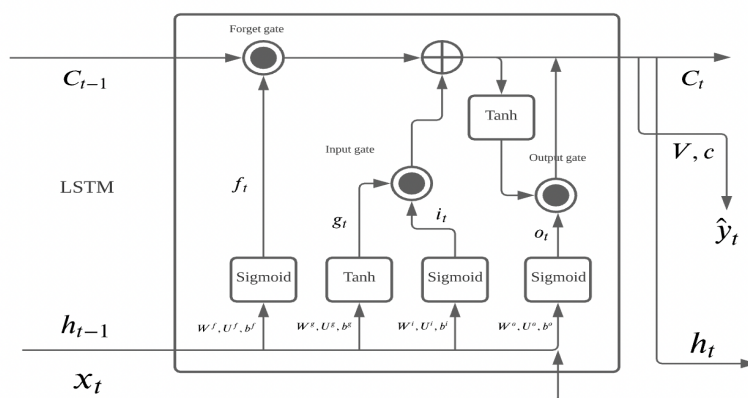 Forget gate
C_{t-1}
C_t
Tanh
Input gate
Output gate
V, c
LSTM
f_t
g_t
i_t
o_t
ŷ_t
Sigmoid
Tanh
Sigmoid
Sigmoid
h_{t-1}
W^f, U^f, b^f
W^g, U^g, b^g
W^i, U^i, b^i
W^o, U^o, b^o
h_t
x_t